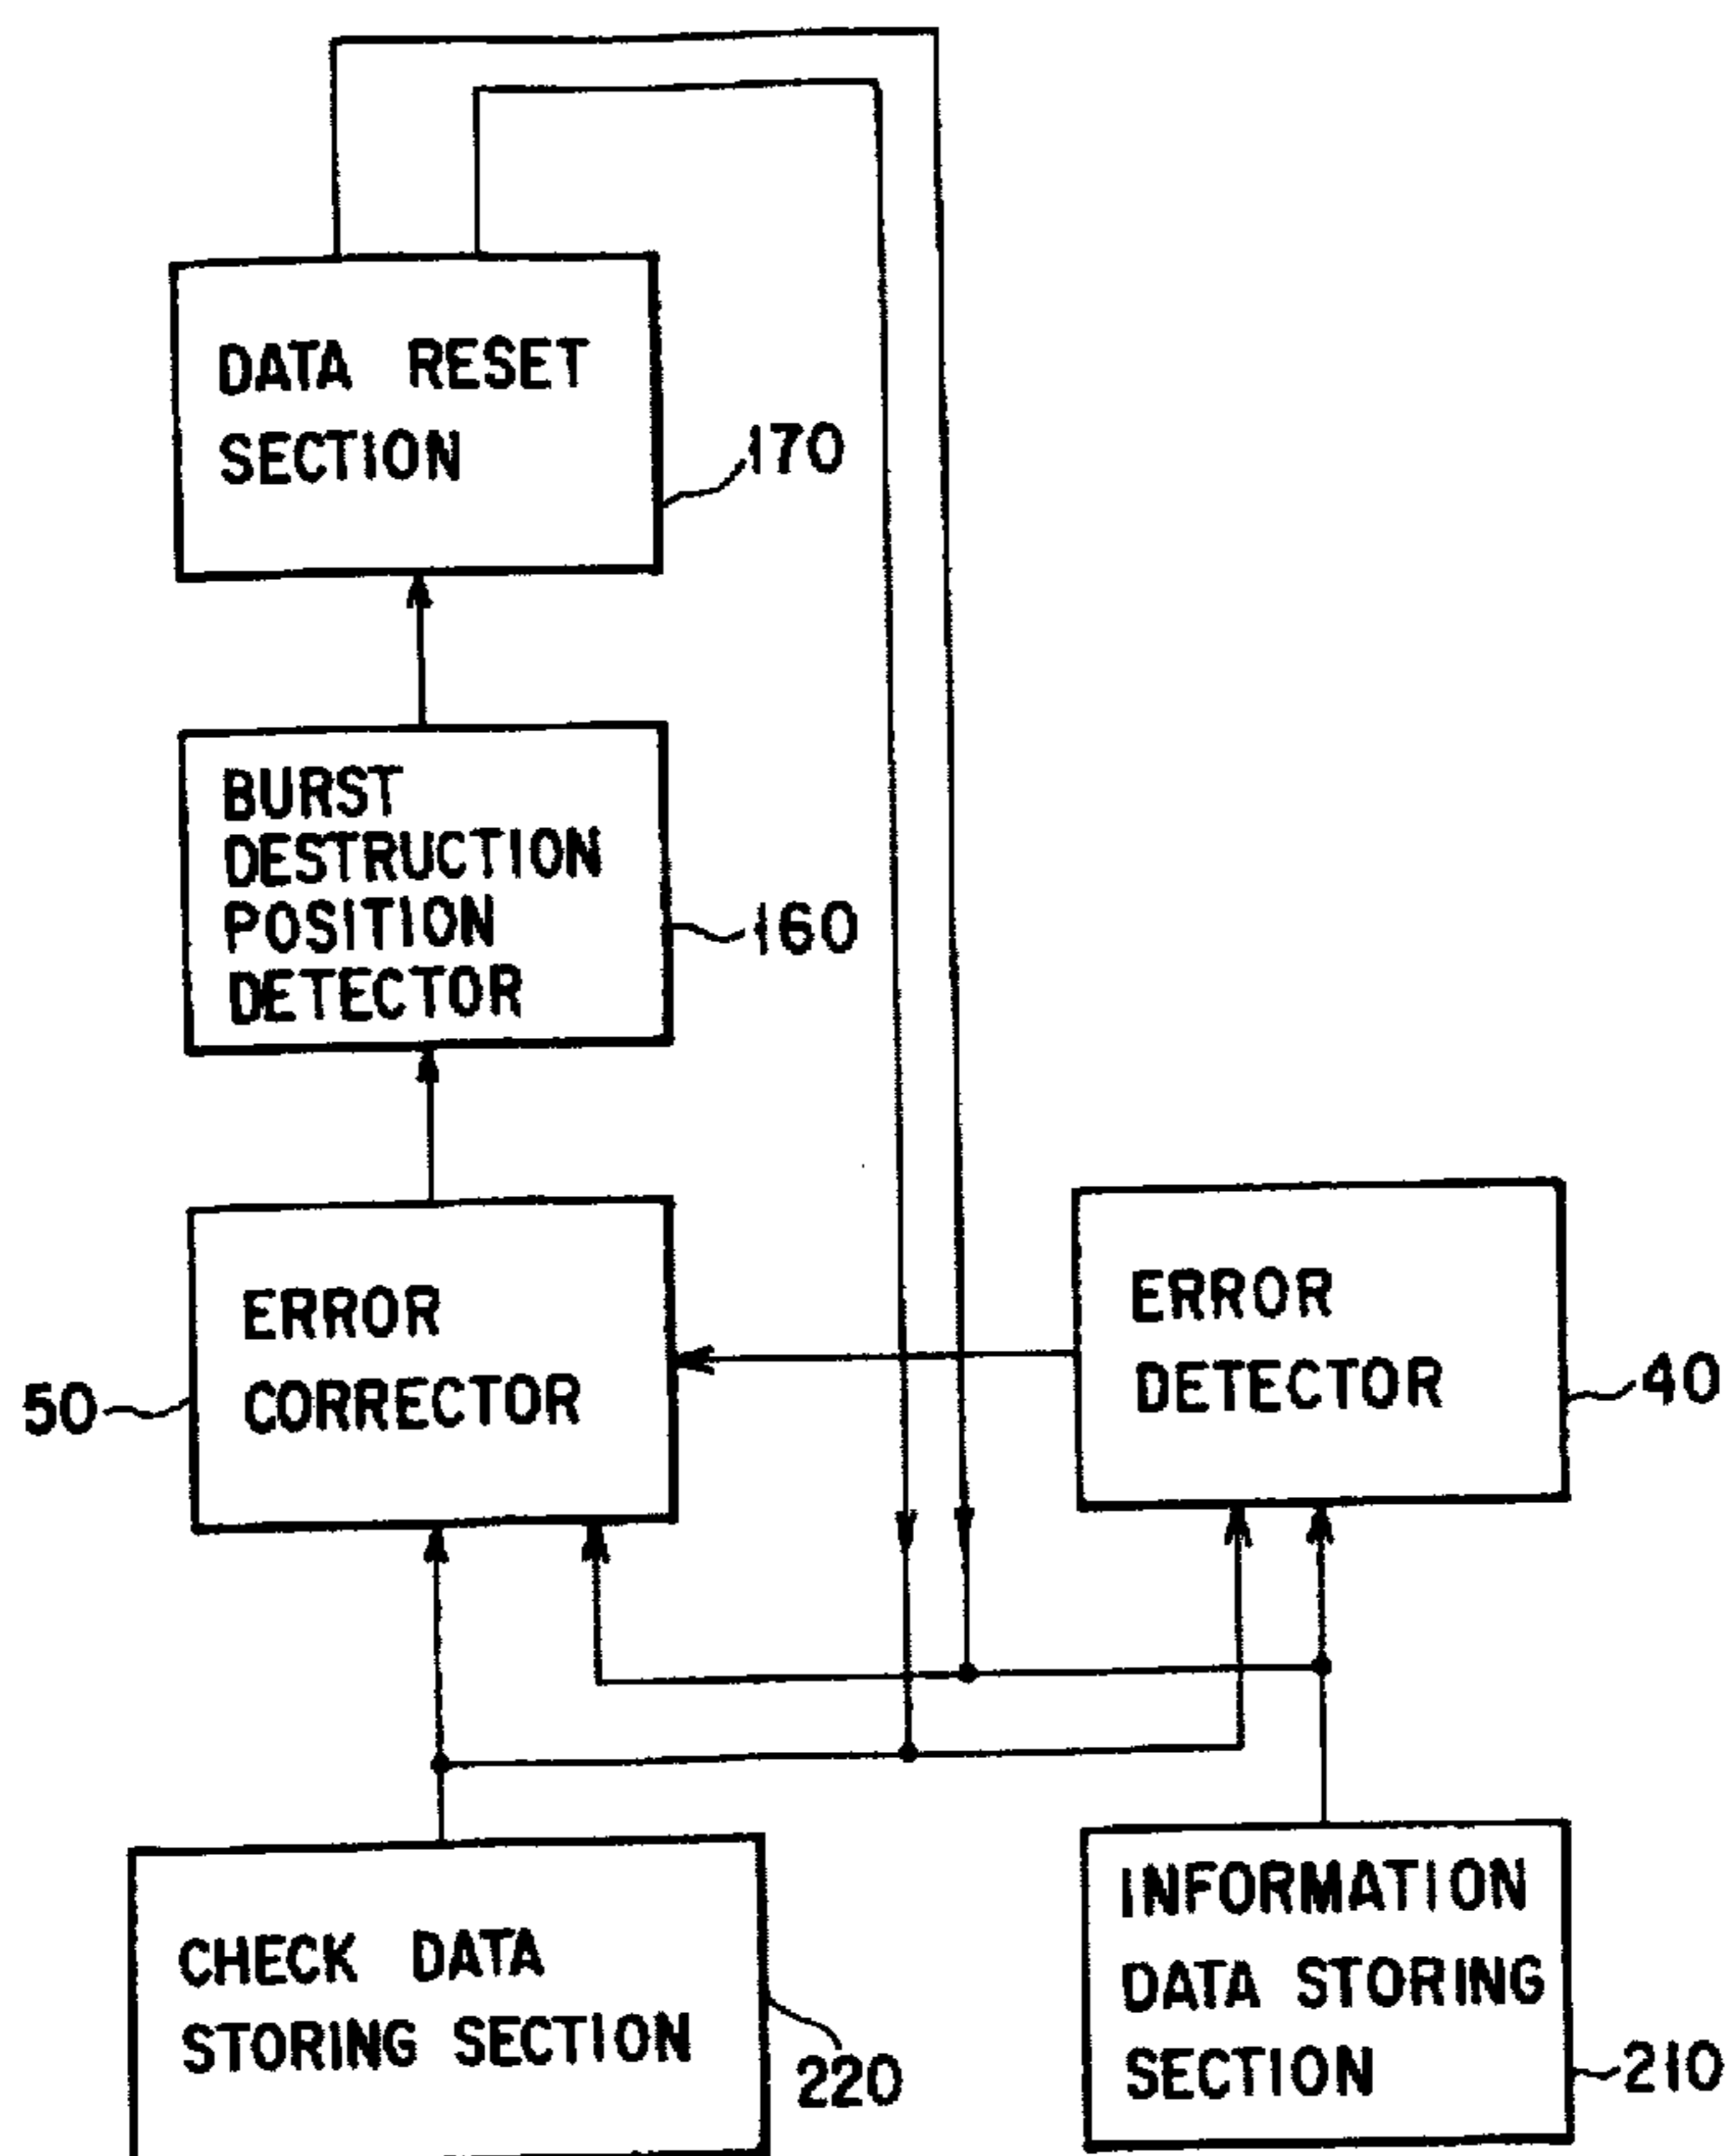 DATA RESET
SECTION
170
BURST
DESTRUCTION
POSITION
DETECTOR
160
ERROR
CORRECTOR
50
ERROR
DETECTOR
40
CHECK DATA
STORING SECTION
220
INFORMATION
DATA STORING
SECTION
210